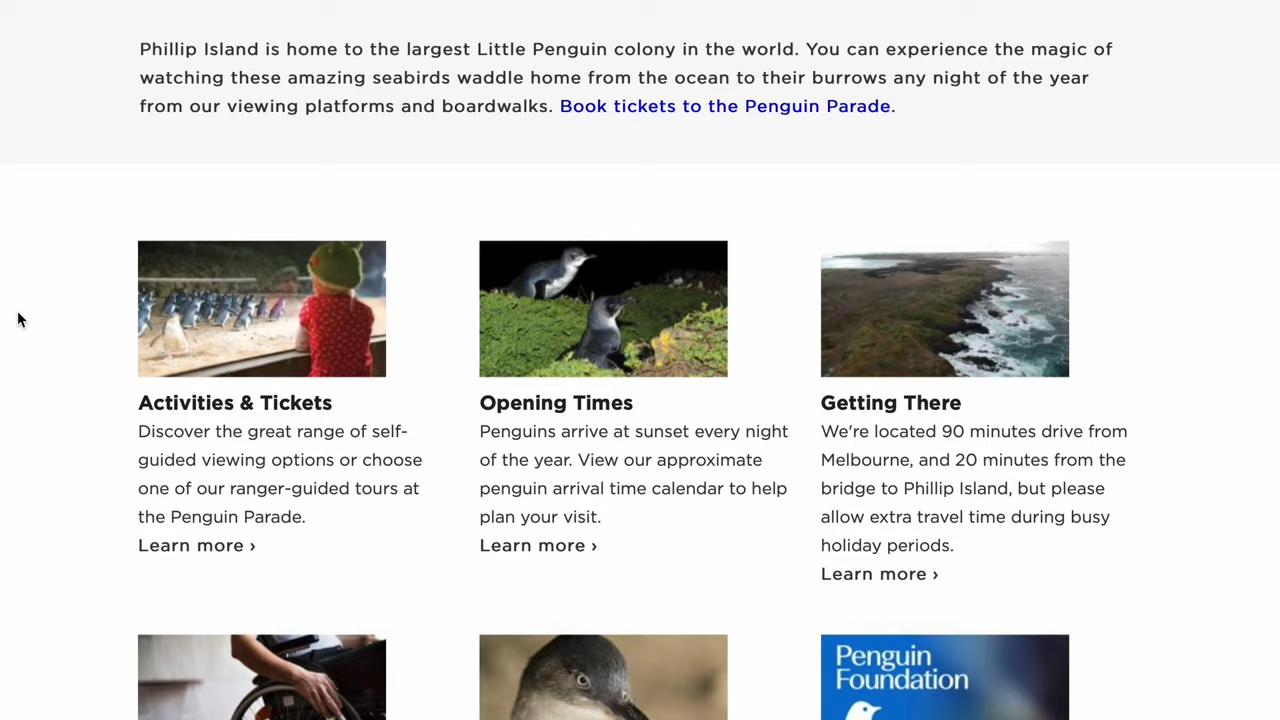 Phillip Island is home to the largest Little Penguin colony in the world. You can experience the magic of
watching these amazing seabirds waddle home from the ocean to their burrows any night of the year
from our viewing platforms and boardwalks. Book tickets to the Penguin Parade.
Activities & Tickets
Discover the great range of self-
guided viewing options or choose
one of our ranger-guided tours at
the Penguin Parade.
Learn more ›
Opening Times
Penguins arrive at sunset every night
of the year. View our approximate
penguin arrival time calendar to help
plan your visit.
Learn more ›
Getting There
We're located 90 minutes drive from
Melbourne, and 20 minutes from the
bridge to Phillip Island, but please
allow extra travel time during busy
holiday periods.
Learn more ›
Penguin
Foundation